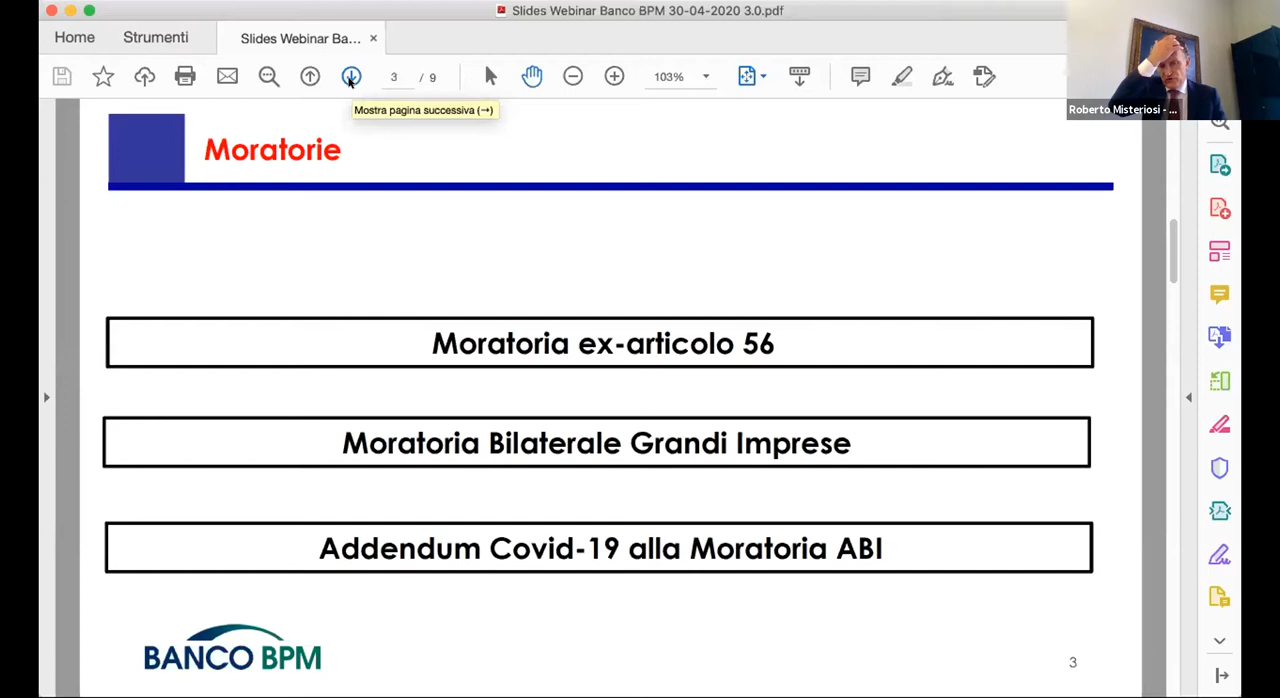 Slides Webinar Banco BPM 30-04-2020 3.0.pdf
Home
Strumenti
Slides Webinar Ba...
3 / 9
103%
Mostra pagina successiva (→)
Roberto Misteriosi - ...
Moratorie
Moratoria ex-articolo 56
Moratoria Bilaterale Grandi Imprese
Addendum Covid-19 alla Moratoria ABI
BANCO BPM
3